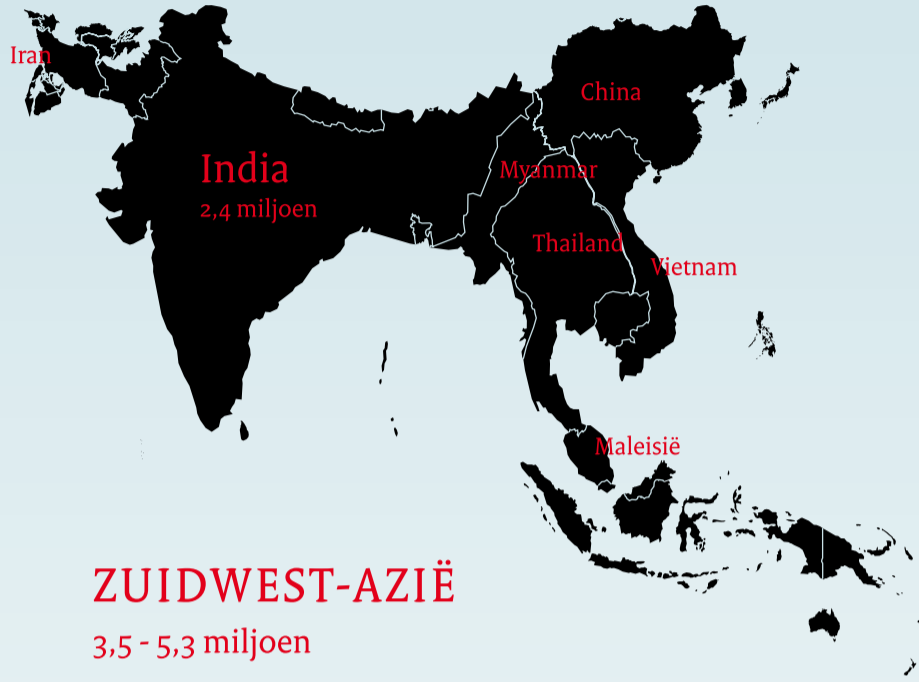 Iran
China
India
2,4 miljoen
Myanmar
Thailand
Vietnam
Maleisië
ZUIDWEST-AZIË
3,5 - 5,3 miljoen